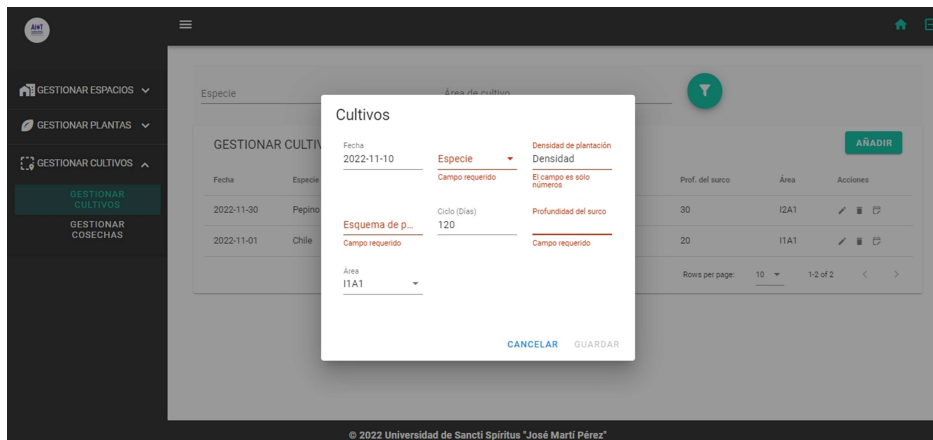 AIoT
GESTIONAR ESPACIOS
Especie
Área de cultivo
GESTIONAR PLANTAS
Cultivos
GESTIONAR CULTIV
AÑADIR
Fecha
2022-11-10
Especie
Campo requerido
Densidad de plantación
Densidad
El campo es sólo
números
GESTIONAR CULTIVOS
Fecha
Especie
Prof. del surco
Área
Acciones
GESTIONAR
CULTIVOS
2022-11-30
Pepino
30
I2A1
Esquema de p...
Campo requerido
Ciclo (Días)
120
Profundidad del surco
Campo requerido
GESTIONAR
COSECHAS
2022-11-01
Chile
20
I1A1
Área
I1A1
Rows per page:
10
1-2 of 2
CANCELAR
GUARDAR
© 2022 Universidad de Sancti Spíritus "José Martí Pérez"